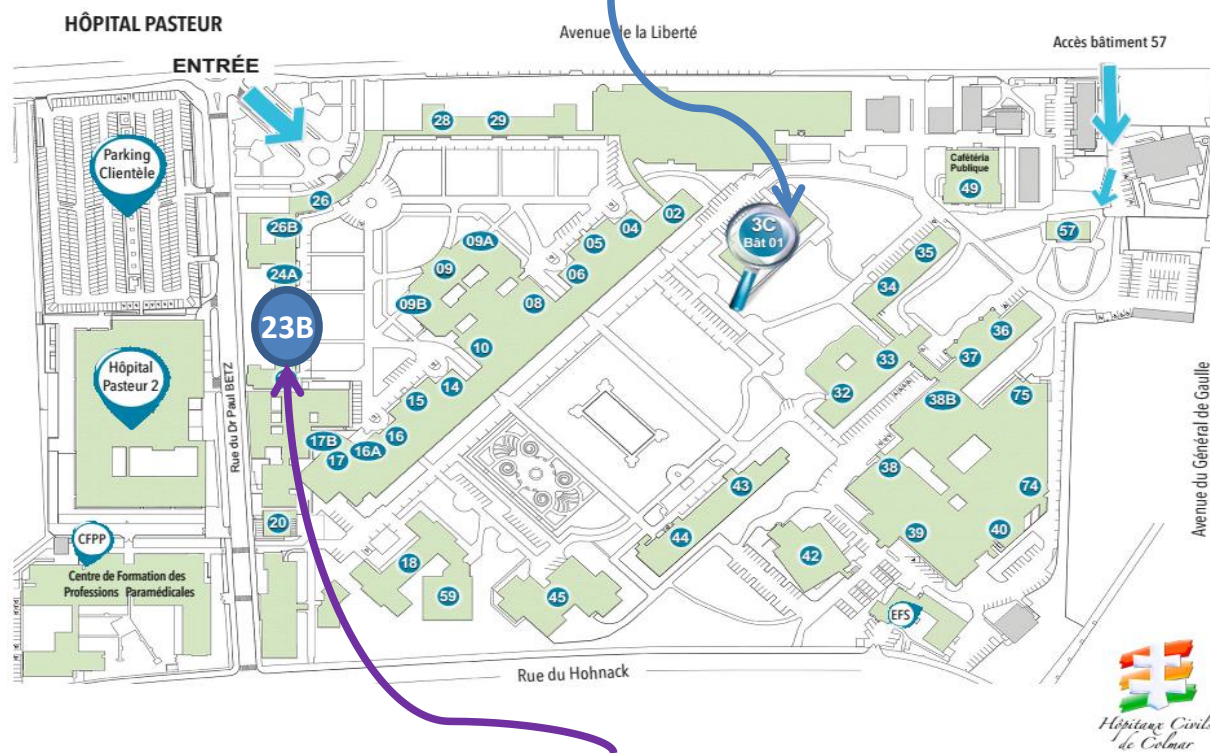 HÔPITAL PASTEUR
Avenue de la Liberté
Accès bâtiment 57
ENTRÉE
Parking
Clientèle
28
29
Cafétéria
Publique
49
26
02
26B
04
3C
Bât 01
05
09A
06
35
57
24A
09
34
09B
08
23B
36
10
33
37
Hôpital
Pasteur 2
Rue du Dr Paul BETZ
14
15
32
38B
75
Avenue du Général de Gaulle
16
17B
16A
17
38
43
74
20
44
39
40
CFPP
18
42
Centre de Formation des
Professions Paramédicales
59
45
EFS
Rue du Hohnack
Hôpitaux Civils
de Colmar